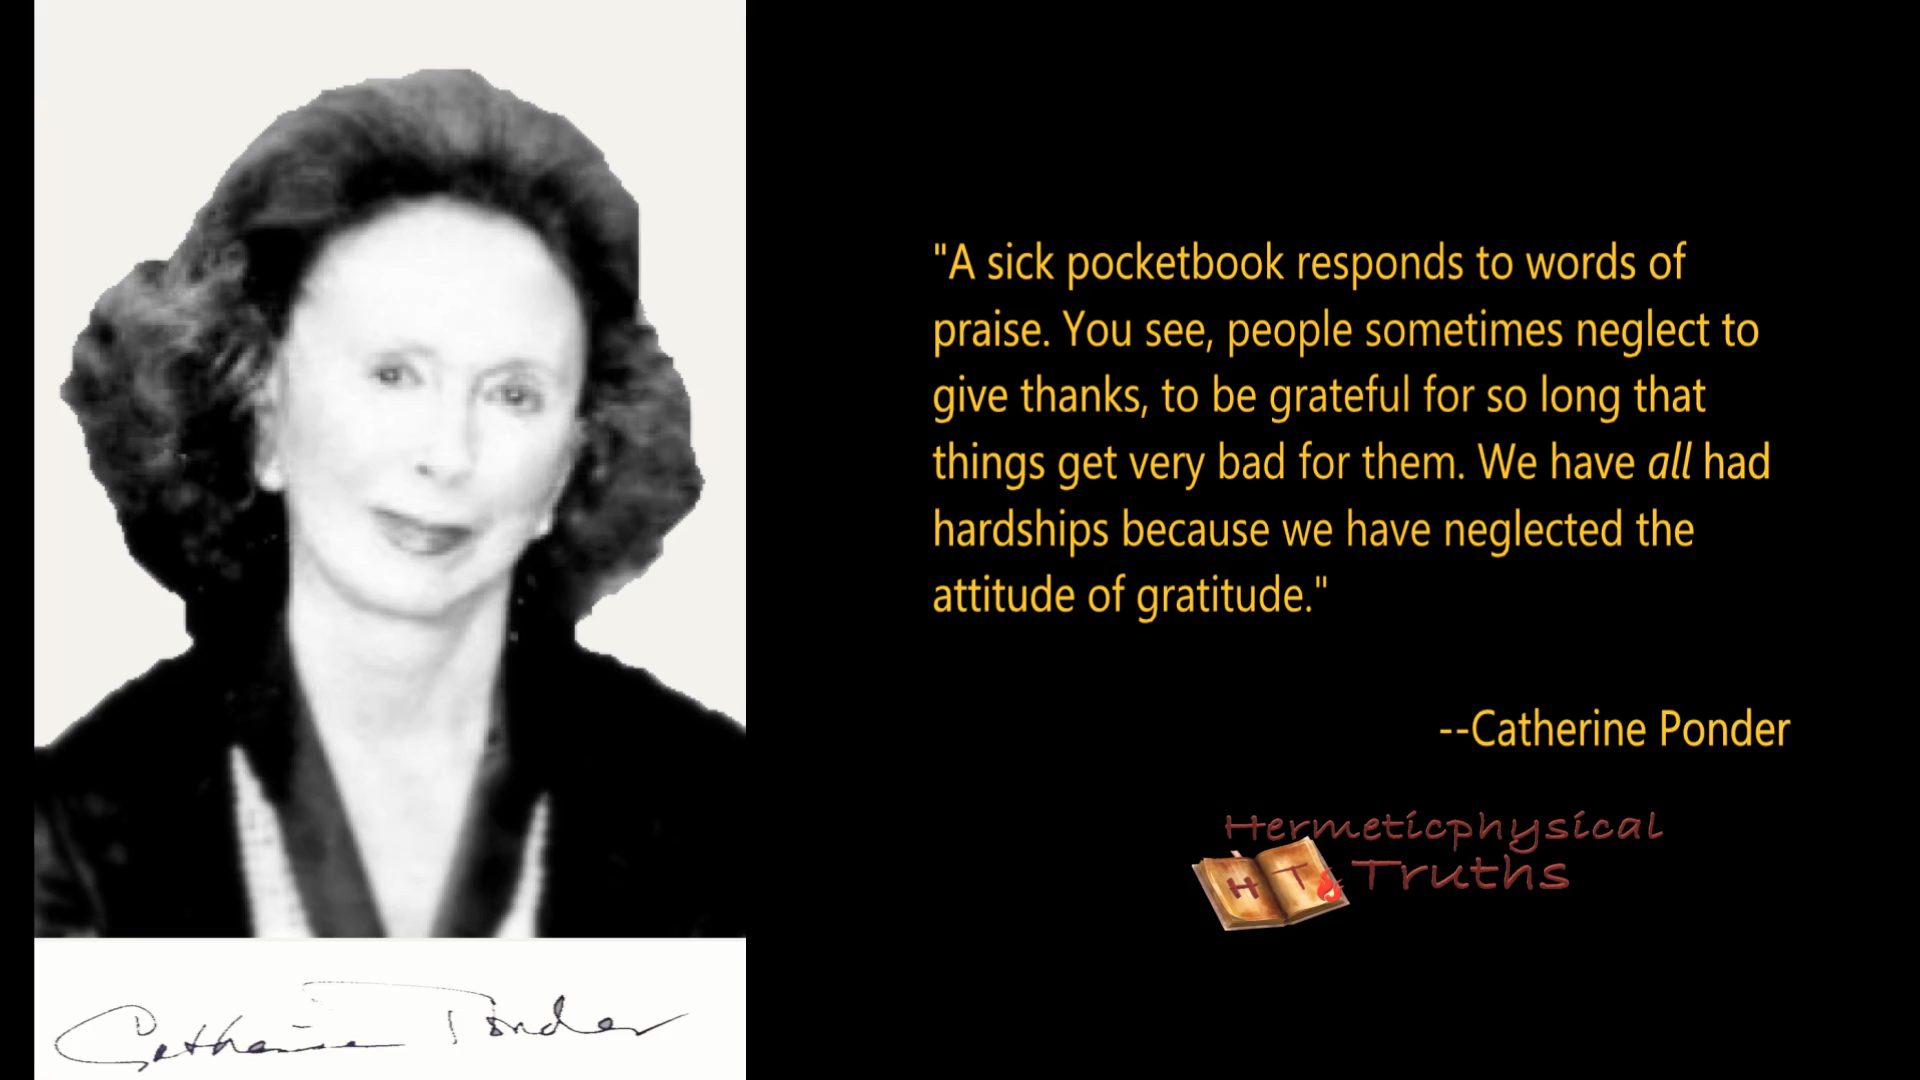 "A sick pocketbook responds to words of
praise. You see, people sometimes neglect to
give thanks, to be grateful for so long that
things get very bad for them. We have all had
hardships because we have neglected the
attitude of gratitude."
--Catherine Ponder
Hermeticphysical
Truths
H T &
Catherine Ponder